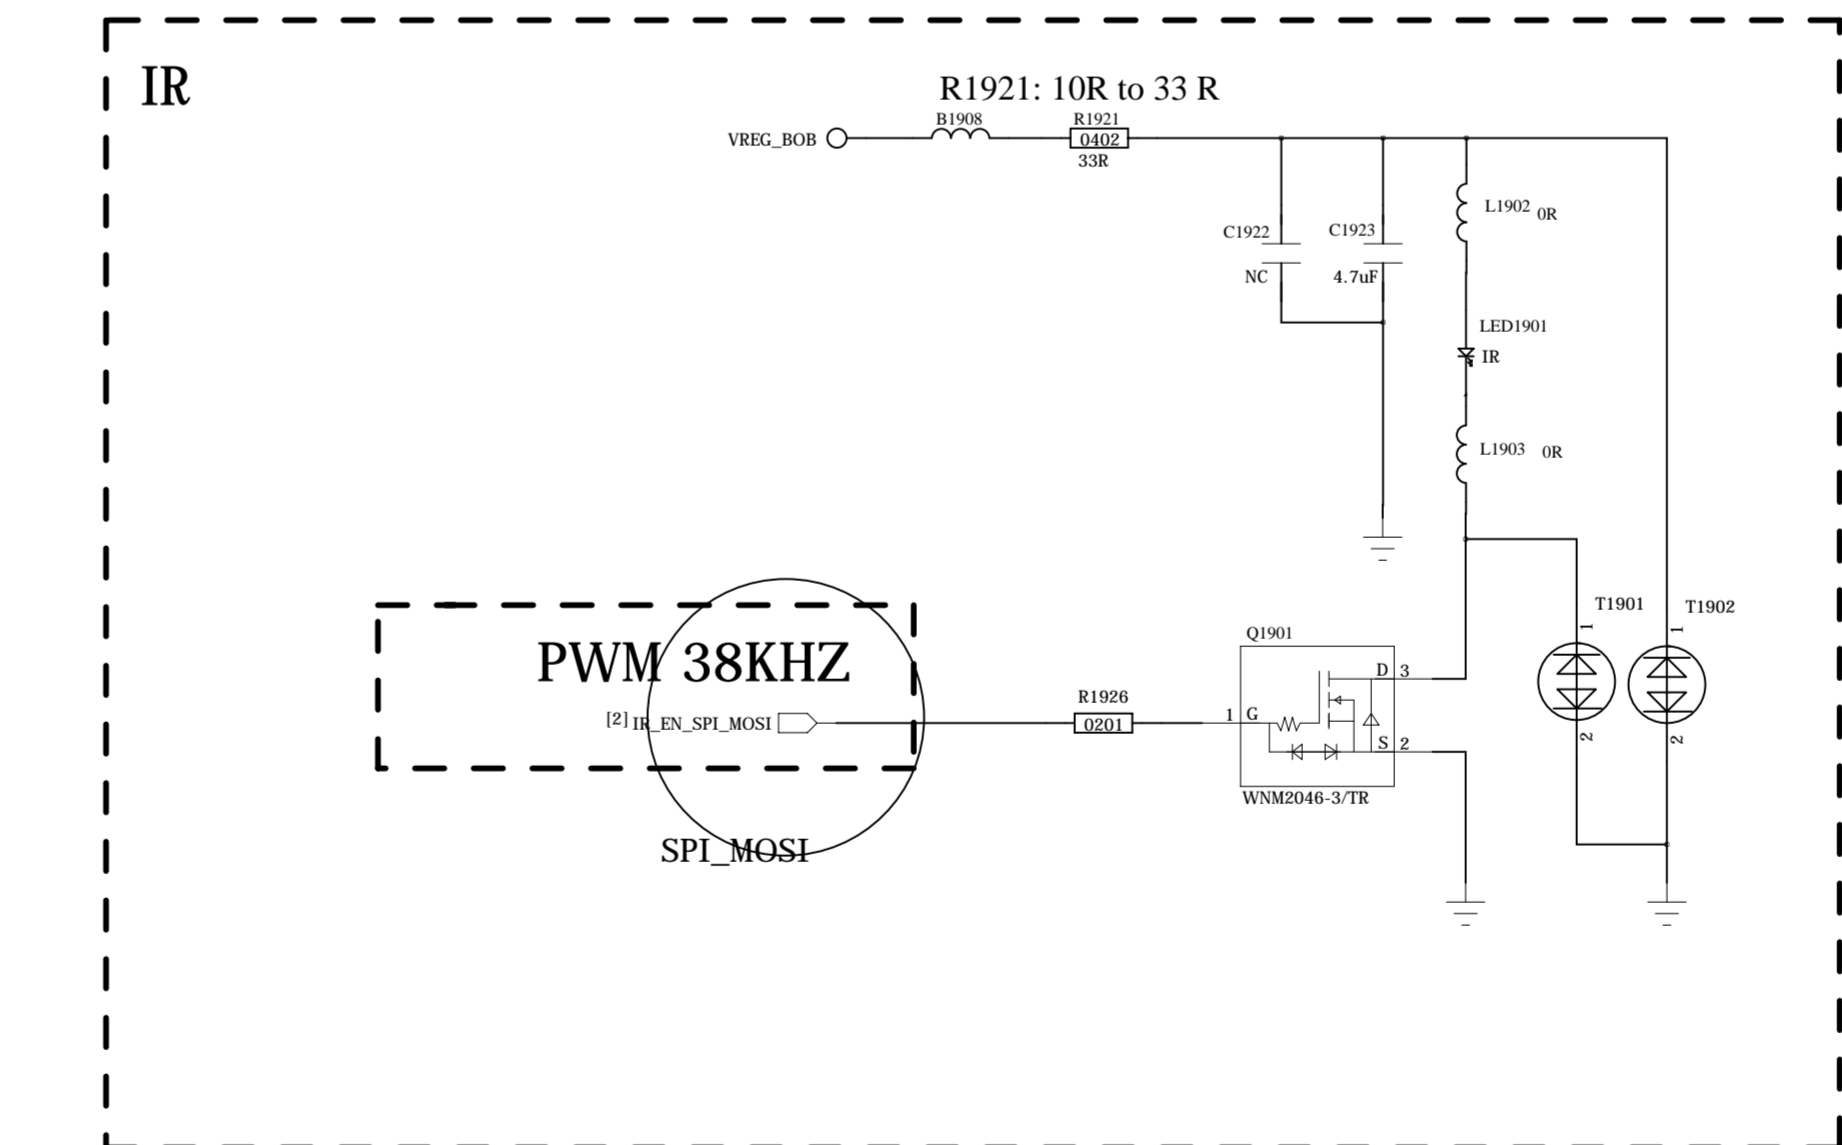 IR
R1921: 10R to 33 R
B1908
R1921
VREG_BOB
0402
33R
L1902 0R
C1922
C1923
NC
4.7uF
LED1901
IR
L1903 0R
T1901
T1902
1
1
Q1901
PWM 38KHZ
D 3
R1926
[2] IR_EN_SPI_MOSI
0201
1 G
S 2
2
2
WNM2046-3/TR
SPI_MOSI